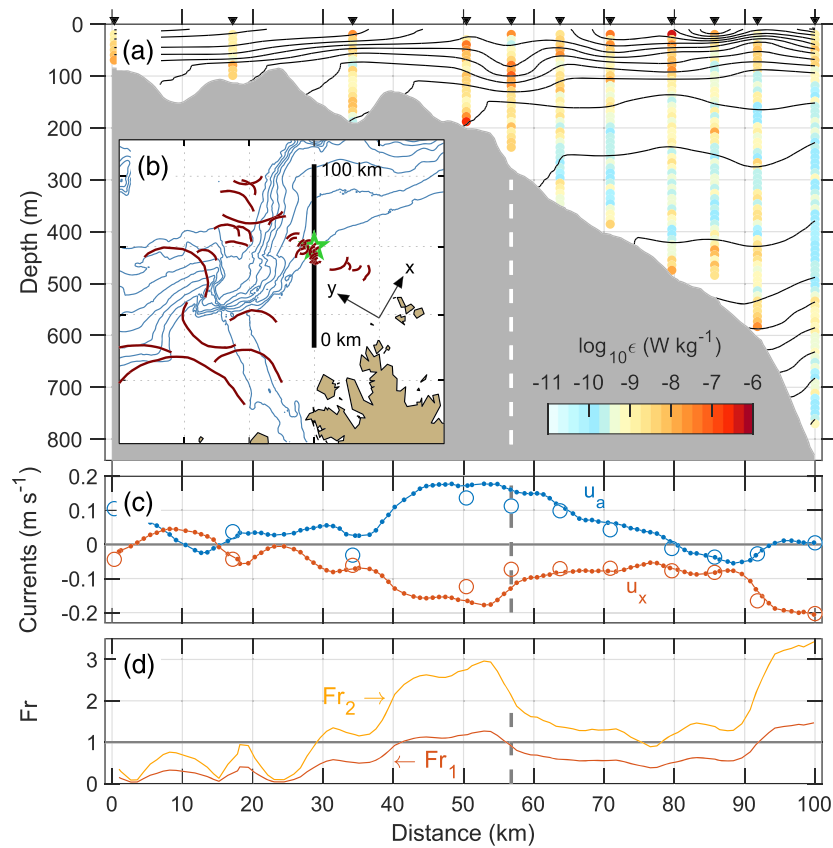 0
100
200
300
400
500
600
700
800
Depth (m)
(a)
(b)
100 km
0 km
x
y
log10 ϵ (W kg-1)
-11 -10 -9 -8 -7 -6
0.2
0.1
0
-0.1
-0.2
Currents (m s-1)
(c)
ua
ux
3
2
1
0
Fr
(d)
Fr2 →
← Fr1
0 10 20 30 40 50 60 70 80 90 100
Distance (km)